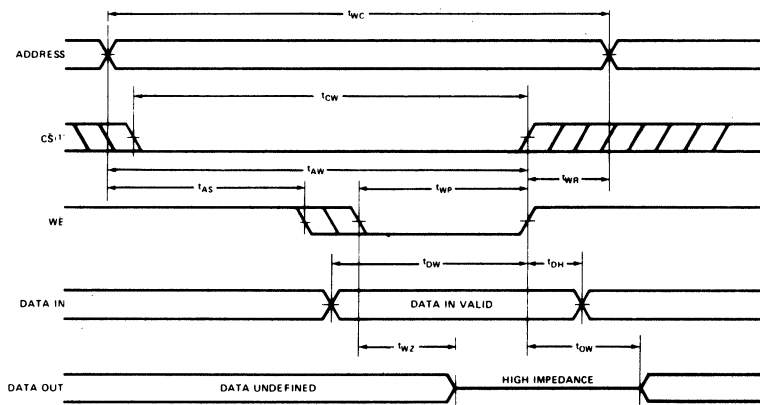 tWC
ADDRESS
tCW
CS(1)
tAW
tAS
tWP
tWR
WE
tDW
tDH
DATA IN
DATA IN VALID
tWZ
tOW
DATA OUT
DATA UNDEFINED
HIGH IMPEDANCE